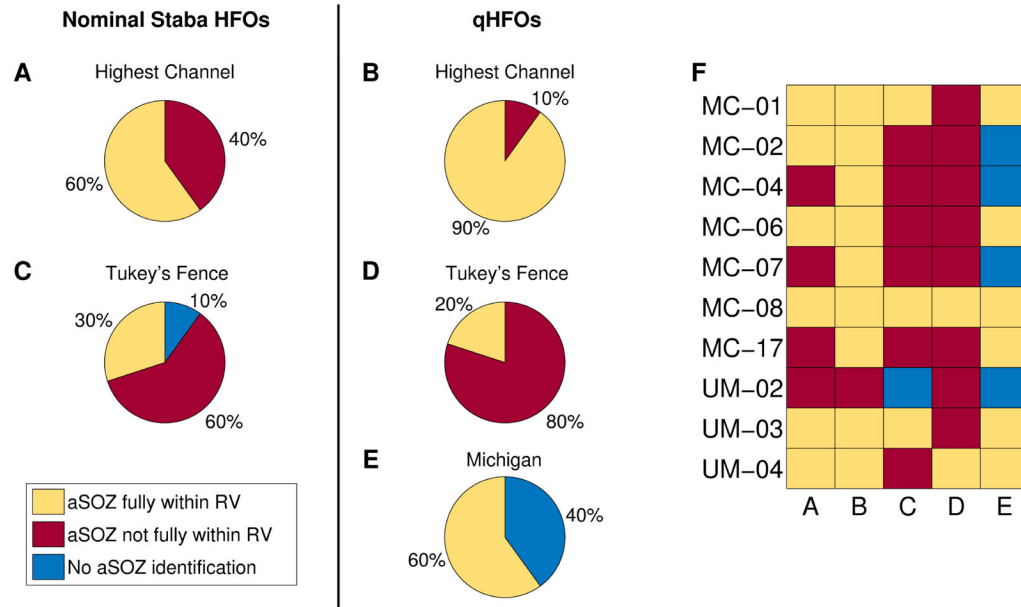 Nominal Staba HFOs
qHFOs
A
Highest Channel
40%
60%
B
Highest Channel
10%
90%
C
Tukey's Fence
10%
30%
60%
D
Tukey's Fence
20%
80%
E
Michigan
40%
60%
aSOZ fully within RV
aSOZ not fully within RV
No aSOZ identification
F
MC−01
MC−02
MC−04
MC−06
MC−07
MC−08
MC−17
UM−02
UM−03
UM−04
A B C D E